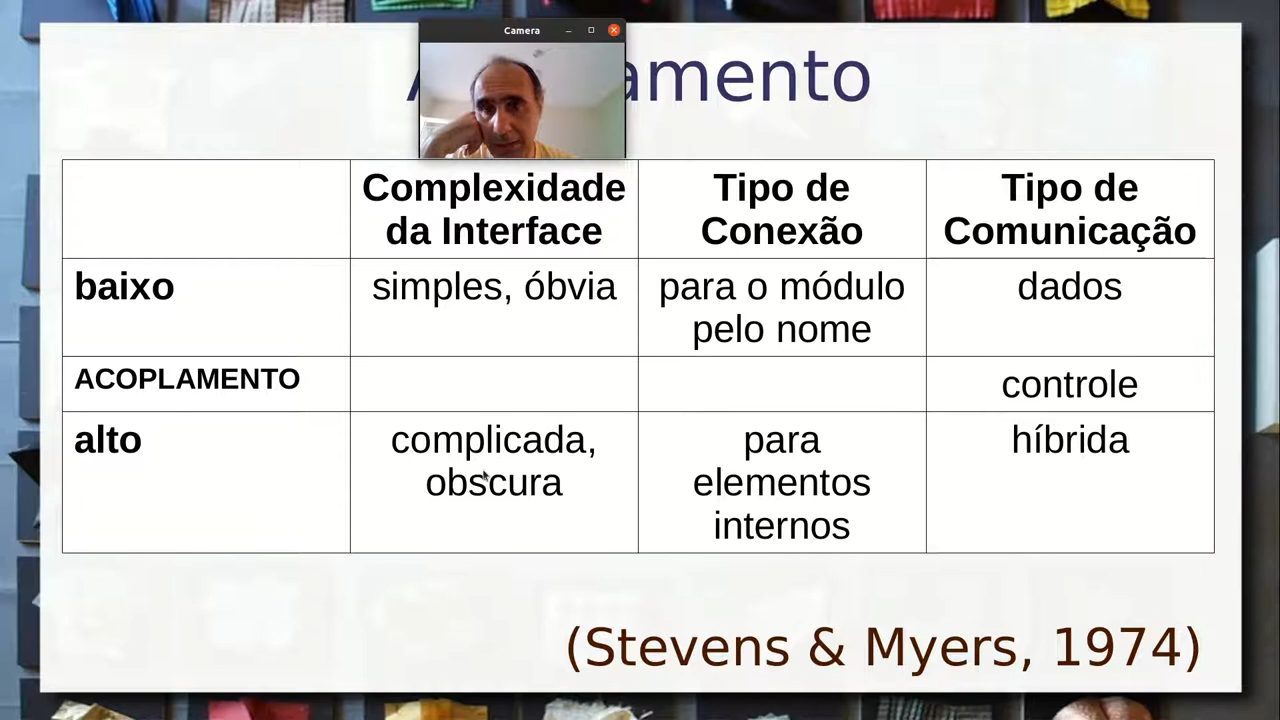 Camera
amento
Complexidade
da Interface
Tipo de
Conexão
Tipo de
Comunicação
baixo
simples, óbvia
para o módulo
pelo nome
dados
ACOPLAMENTO
controle
alto
complicada,
obscura
para
elementos
internos
híbrida
(Stevens & Myers, 1974)